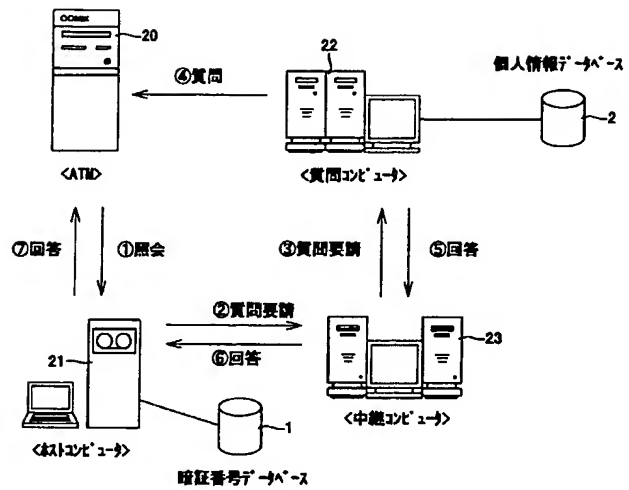 COMIX
20
22
個人情報ﾃﾞｰﾀﾍﾞｰｽ
④質問
2
<ATM>
<質問ｺﾝﾋﾟｭｰﾀ>
⑦回答
①照会
③質問要請
⑤回答
②質問要請
21
23
⑥回答
<中継ｺﾝﾋﾟｭｰﾀ>
1
<ﾎｽﾄｺﾝﾋﾟｭｰﾀ>
暗証番号ﾃﾞｰﾀﾍﾞｰｽ